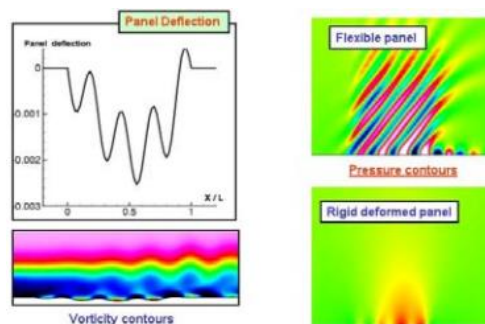 Panel Deflection
Panel deflection
0
-0.001
-0.002
-0.003
0
0.5
1
X / L
Vorticity contours
Flexible panel
Pressure contours
Rigid deformed panel